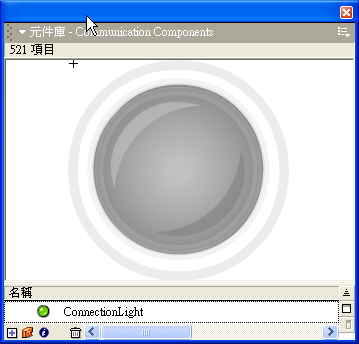 元件庫 - Communication Components
521 項目
名稱
ConnectionLight